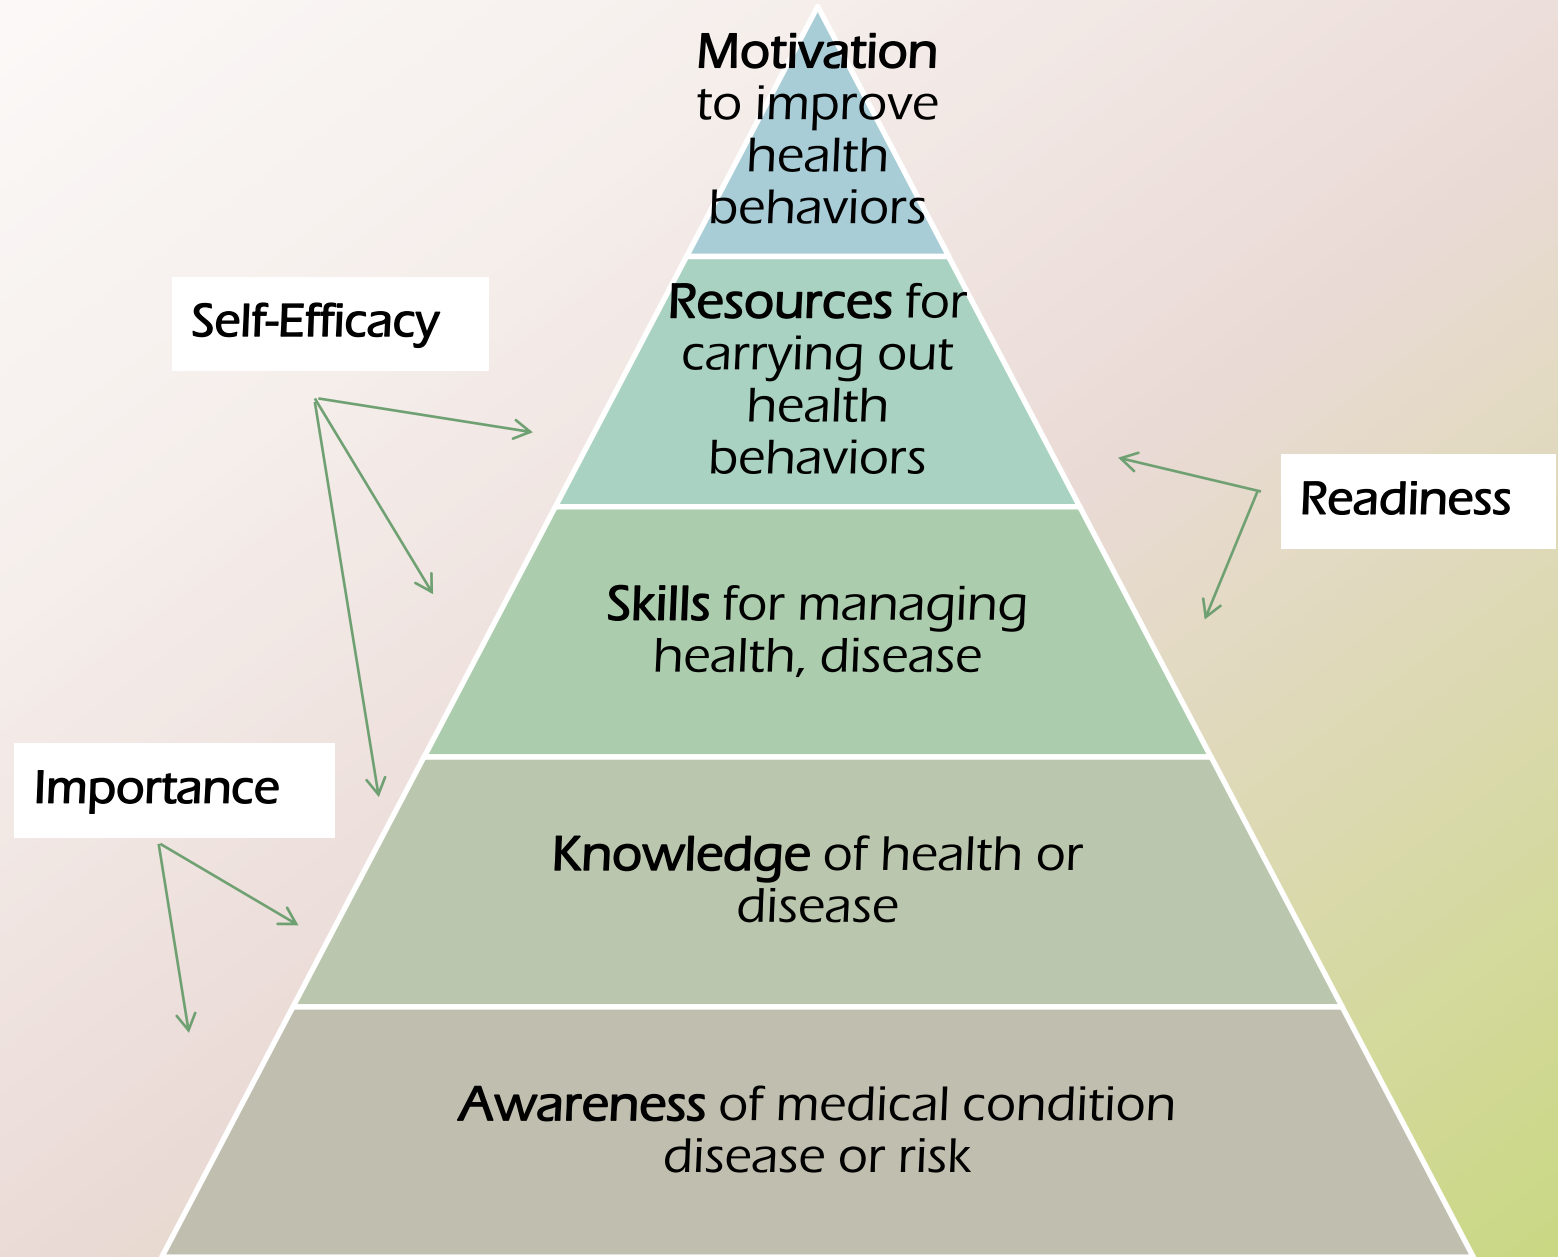 Motivation
to improve
health
behaviors
Self-Efficacy
Resources for
carrying out
health
behaviors
Readiness
Skills for managing
health, disease
Importance
Knowledge of health or
disease
Awareness of medical condition
disease or risk